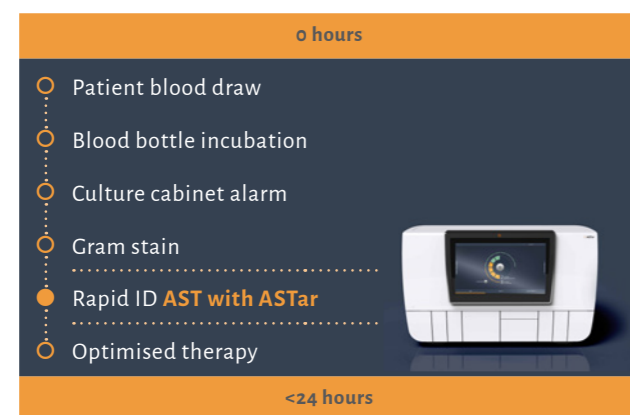 0 hours
Patient blood draw
Blood bottle incubation
Culture cabinet alarm
Gram stain
Rapid ID AST with ASTar
Optimised therapy
<24 hours